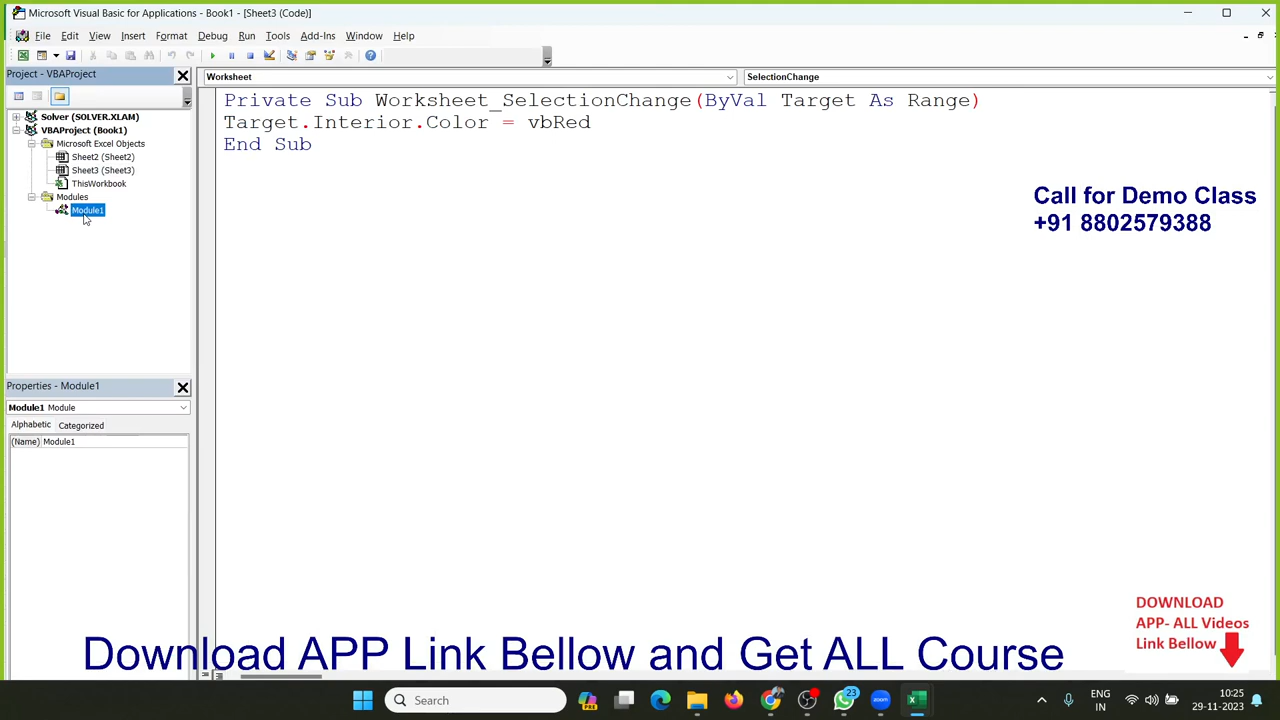 Microsoft Visual Basic for Applications - Book1 - [Sheet3 (Code)]
File Edit View Insert Format Debug Run Tools Add-Ins Window Help
Project - VBAProject
Worksheet
SelectionChange
Solver (SOLVER.XLAM)
VBAProject (Book1)
Microsoft Excel Objects
Sheet2 (Sheet2)
Sheet3 (Sheet3)
ThisWorkbook
Modules
Module1
Private Sub Worksheet_SelectionChange(ByVal Target As Range)
Target.Interior.Color = vbRed
End Sub
Call for Demo Class
+91 8802579388
Properties - Module1
Module1 Module
Alphabetic Categorized
(Name) Module1
DOWNLOAD
APP- ALL Videos
Link Bellow
Download APP Link Bellow and Get ALL Course
Search
PRE
23
zoom
ENG
IN
10:25
29-11-2023